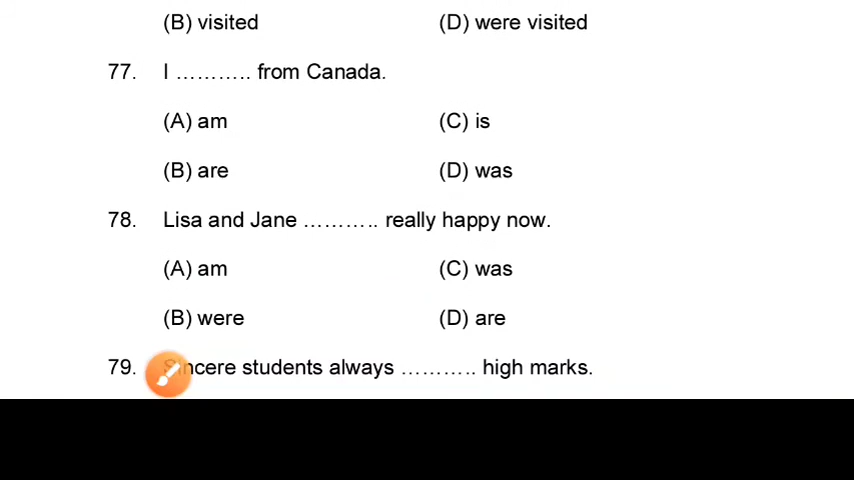 (B) visited (D) were visited
77. I ……….. from Canada.
(A) am (C) is
(B) are (D) was
78. Lisa and Jane ……….. really happy now.
(A) am (C) was
(B) were (D) are
79. Sincere students always ……….. high marks.